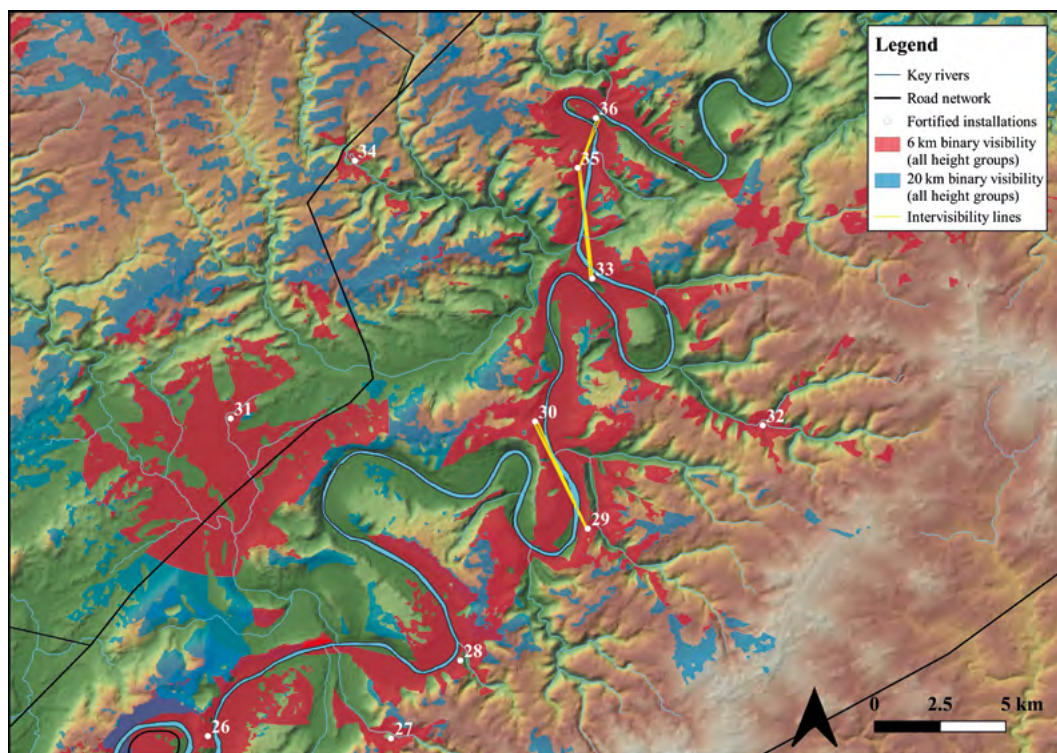 Legend
Key rivers
Road network
Fortified installations
6 km binary visibility
(all height groups)
20 km binary visibility
(all height groups)
Intervisibility lines
36
34
35
33
31
30
32
29
28
26
27
0 2.5 5 km